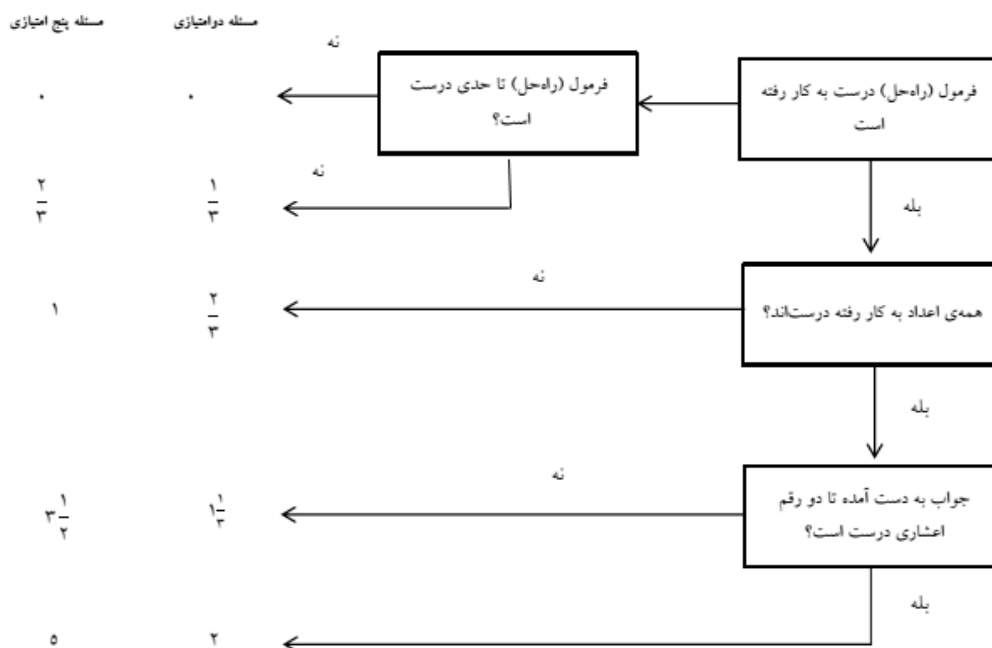 مسئله دوامتیازی
مسئله پنج امتیازی
فرمول (راه‌حل) درست به کار رفته
است
فرمول (راه‌حل) تا حدی درست
است؟
نه
۰
۰
نه
۱/۳
۲/۳
بله
همه‌ی اعداد به کار رفته درست‌اند؟
نه
۲/۳
۱
بله
جواب به دست آمده تا دو رقم
اعشاری درست است؟
نه
۱ ۱/۳
۳ ۱/۲
بله
۲
۵